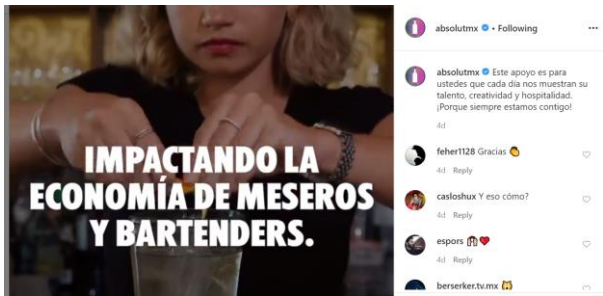 IMPACTANDO LA
ECONOMÍA DE MESEROS
Y BARTENDERS.
absolutmx • Following
absolutmx Este apoyo es para
ustedes que cada día nos muestran su
talento, creatividad y hospitalidad.
¡Porque siempre estamos contigo!
4d
feher1128 Gracias 👏
4d Reply
casloshux Y eso cómo?
4d Reply
espors
4d Reply
berserker.tv.mx